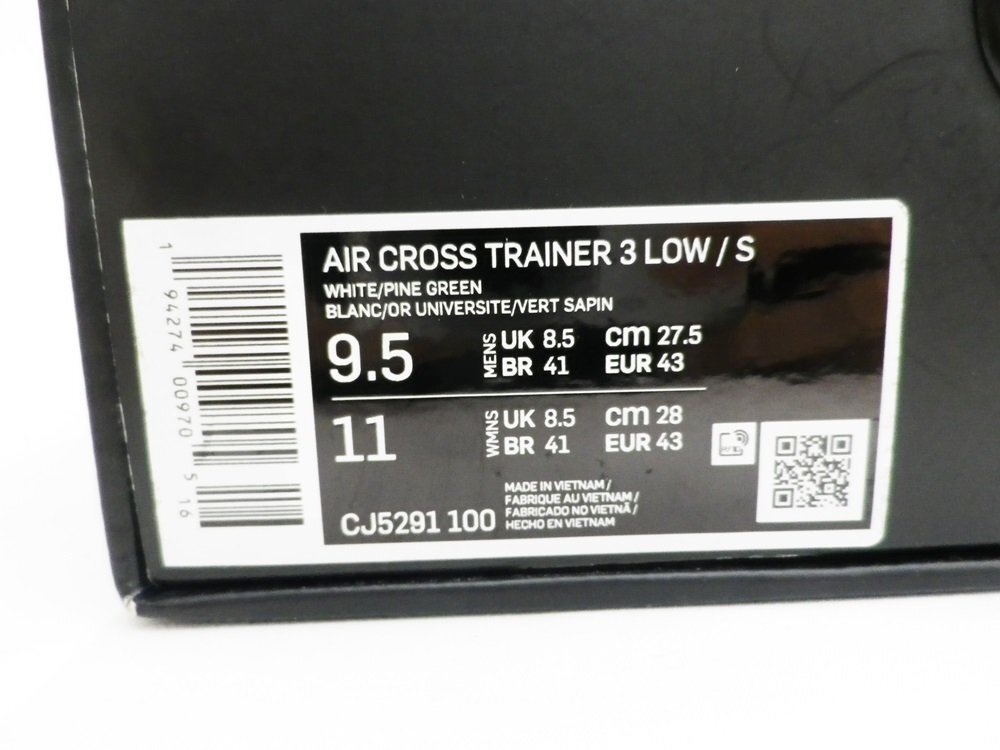 AIR CROSS TRAINER 3 LOW / S
WHITE/PINE GREEN
BLANC/OR UNIVERSITE/VERT SAPIN
9.5 MENS UK 8.5 cm 27.5
BR 41 EUR 43
11 WMNS UK 8.5 cm 28
BR 41 EUR 43
CJ5291 100
MADE IN VIETNAM /
FABRIQUE AU VIETNAM /
FABRICADO NO VIETNÃ /
HECHO EN VIETNAM
1 94274 00970 5 16